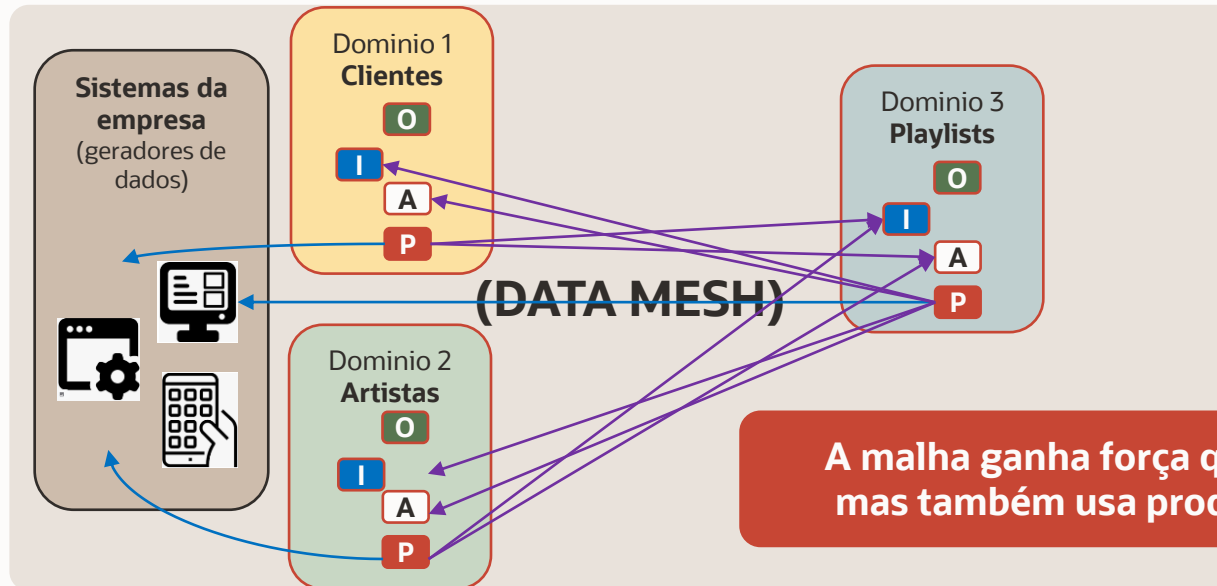 Sistemas da
empresa
(geradores de
dados)
Dominio 1
Clientes
O
I
A
P
Dominio 2
Artistas
O
I
A
P
(DATA MESH)
Dominio 3
Playlists
O
I
A
P
A malha ganha força
mas também usa